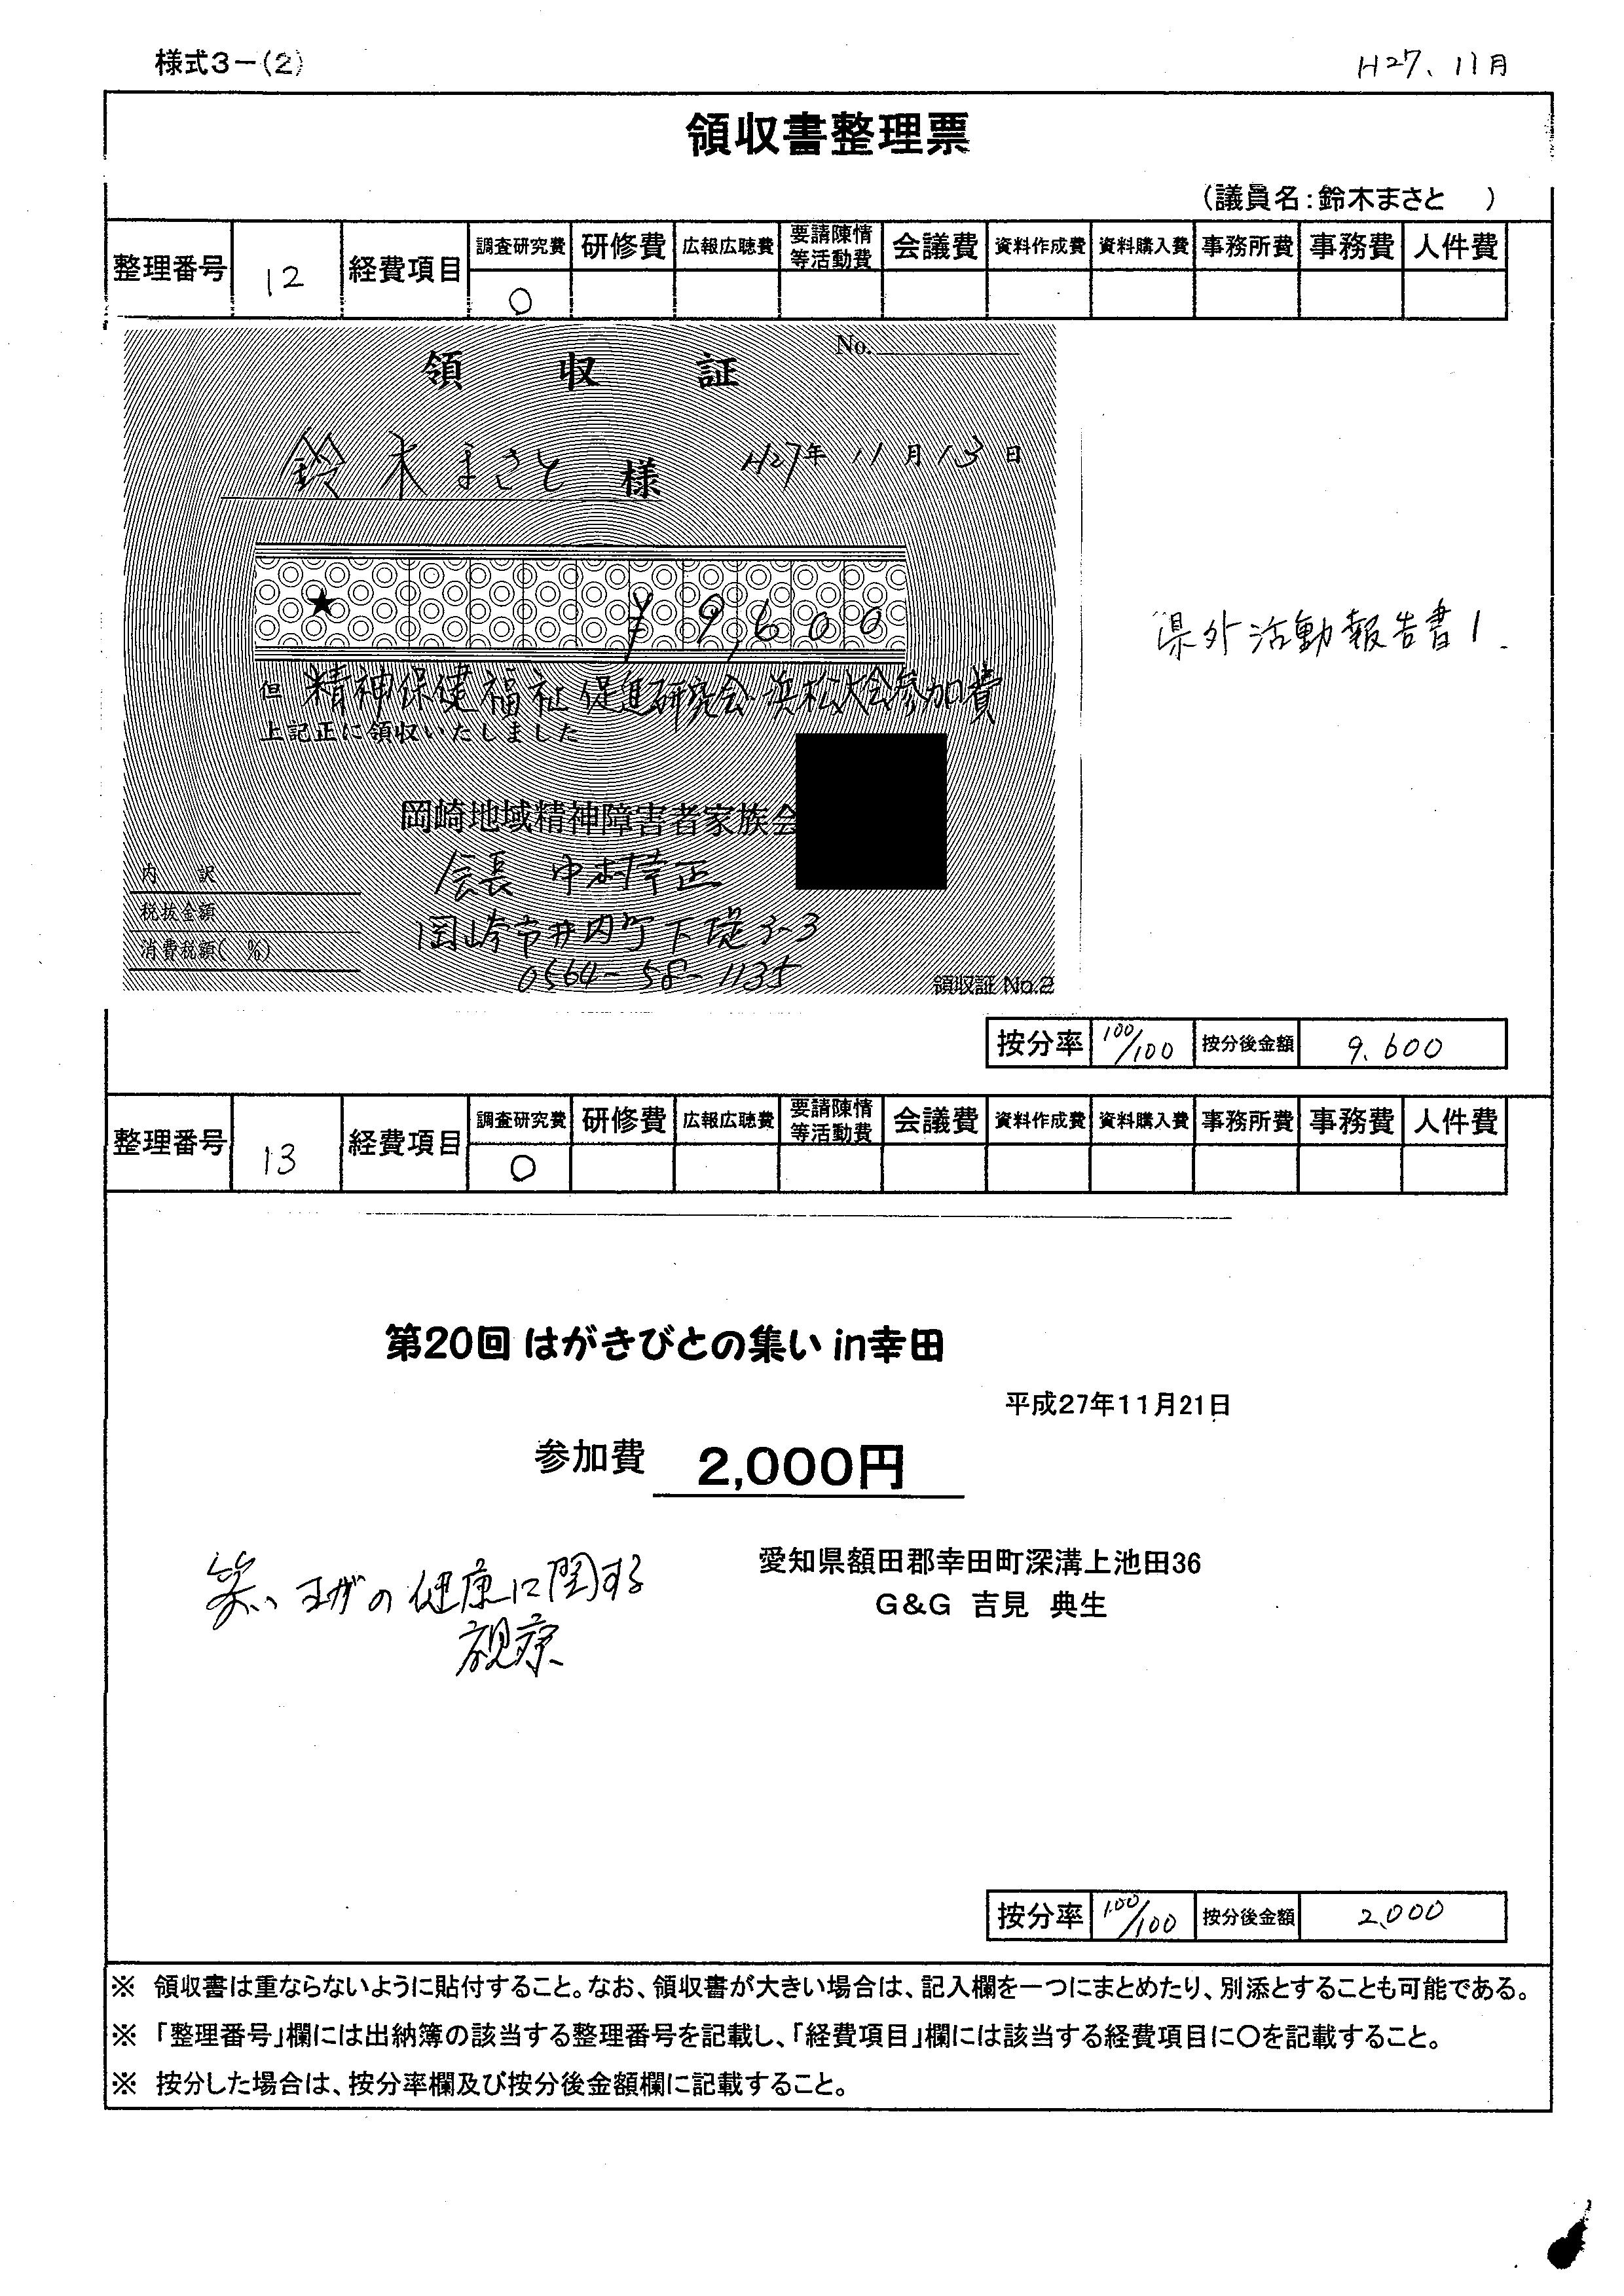 様式3－(2)
H27、11月
領収書整理票
(議員名:鈴木まさと　)
整理番号 12 経費項目 調査研究費 研修費 広報広聴費 要請陳情等活動費 会議費 資料作成費 資料購入費 事務所費 事務費 人件費
○
No.
領 収 証
鈴木まさと 様 H27年11月13日
★ ¥9,600
但 精神保健福祉促進研究会浜松大会参加費
上記正に領収いたしました
県外活動報告書1.
岡崎地域精神障害者家族会
会長 中村幸正
岡崎市井内町下堤3-3
0564-58-1135
内 訳
税抜金額
消費税額( %)
領収証 No.2
按分率 100/100 按分後金額 9.600
整理番号 13 経費項目 調査研究費 研修費 広報広聴費 要請陳情等活動費 会議費 資料作成費 資料購入費 事務所費 事務費 人件費
○
第20回 はがきびとの集い in幸田
平成27年11月21日
参加費 2,000円
愛知県額田郡幸田町深溝上池田36
G&G 吉見 典生
の健康に関する
視察
按分率 100/100 按分後金額 2,000
※ 領収書は重ならないように貼付すること。なお、領収書が大きい場合は、記入欄を一つにまとめたり、別添とすることも可能である。
※ 「整理番号」欄には出納簿の該当する整理番号を記載し、「経費項目」欄には該当する経費項目に○を記載すること。
※ 按分した場合は、按分率欄及び按分後金額欄に記載すること。